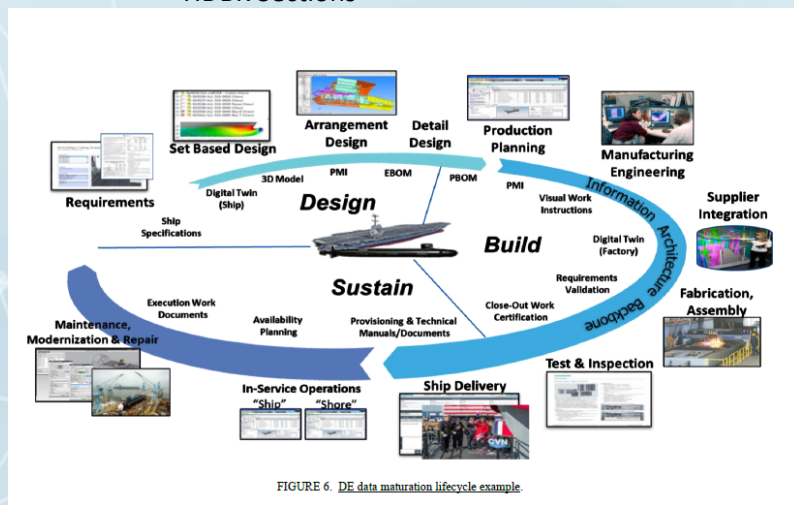 Arrangement
Design
Detail
Design
Production
Planning
Set Based Design
Manufacturing
Engineering
Requirements
Digital Twin
(Ship)
3D Model
PMI
EBOM
PBOM
PMI
Visual Work
Instructions
Information Architecture Backbone
Supplier
Integration
Ship
Specifications
Design
Build
Sustain
Digital Twin
(Factory)
Requirements
Validation
Fabrication,
Assembly
Execution Work
Documents
Availability
Planning
Provisioning & Technical
Manuals/Documents
Close-Out Work
Certification
Maintenance,
Modernization & Repair
In-Service Operations
"Ship" "Shore"
Ship Delivery
CVN
Test & Inspection
FIGURE 6. DE data maturation lifecycle example.